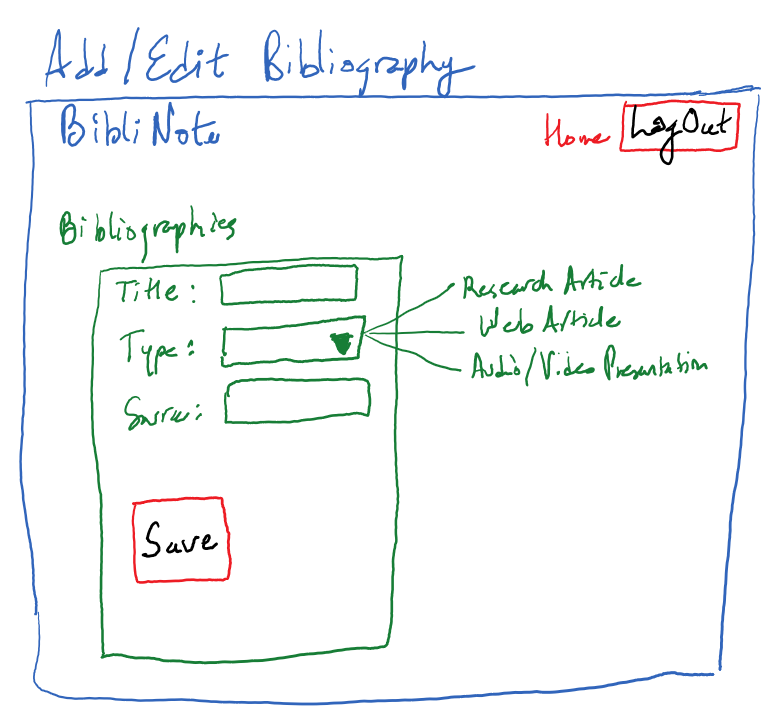 Add/Edit Bibliography
BibliNote
Home LogOut
Bibliographies
Title:
Type:
Source:
Research Article
Web Article
Audio/Video Presentation
Save